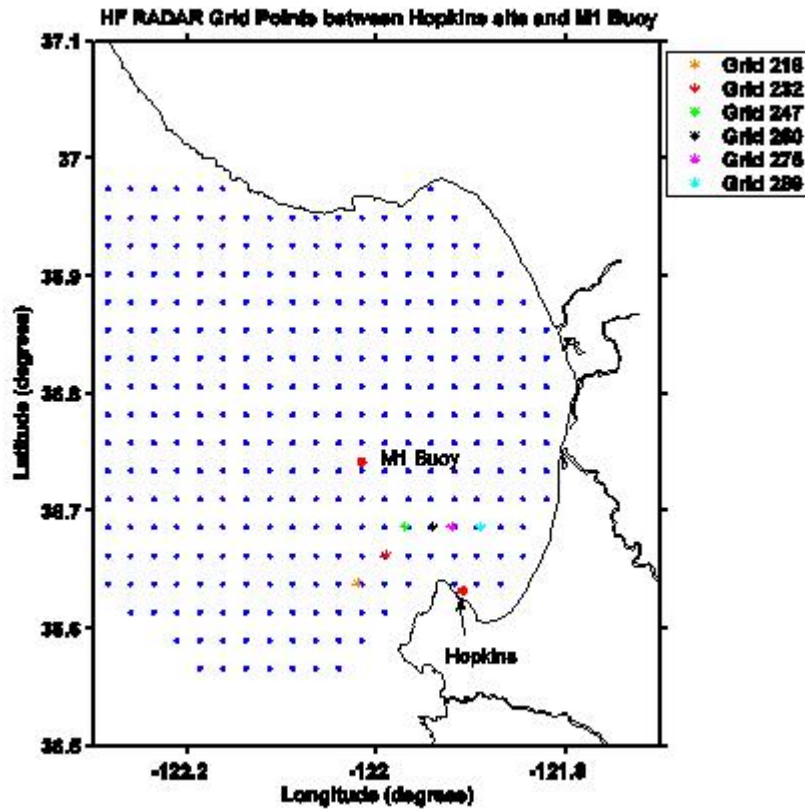 HF RADAR Grid Points between Hopkins site and M1 Buoy
37.1
37
36.9
36.8
36.7
36.6
36.5
Latitude (degrees)
M1 Buoy
Hopkins
-122.2
-122
-121.8
Longitude (degrees)
Grid 218
Grid 232
Grid 247
Grid 260
Grid 275
Grid 289